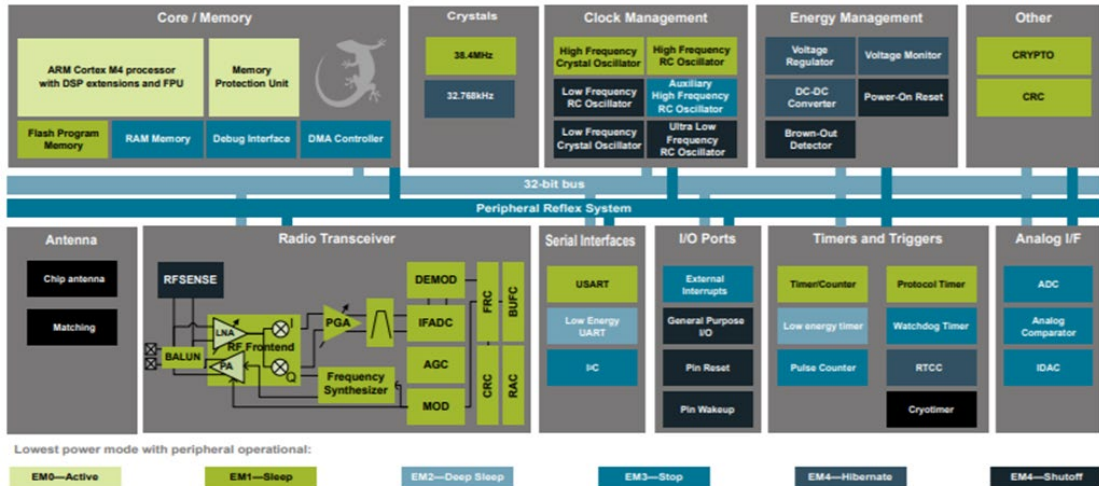 Core / Memory
ARM Cortex M4 processor
with DSP extensions and FPU
Memory
Protection Unit
Flash Program
Memory
RAM Memory
Debug Interface
DMA Controller
Crystals
38.4MHz
32.768kHz
Clock Management
High Frequency
Crystal Oscillator
High Frequency
RC Oscillator
Low Frequency
RC Oscillator
Auxiliary
High Frequency
RC Oscillator
Low Frequency
Crystal Oscillator
Ultra Low
Frequency
RC Oscillator
Energy Management
Voltage
Regulator
Voltage Monitor
DC-DC
Converter
Power-On Reset
Brown-Out
Detector
Other
CRYPTO
CRC
32-bit bus
Peripheral Reflex System
Antenna
Chip antenna
Matching
Radio Transceiver
RFSENSE
BALUN
LNA
RF Frontend
PA
I
Q
PGA
Frequency
Synthesizer
DEMOD
IFADC
AGC
MOD
FRC
BUFC
CRC
RAC
Serial Interfaces
USART
Low Energy
UART
I²C
I/O Ports
External
Interrupts
General Purpose
I/O
Pin Reset
Pin Wakeup
Timers and Triggers
Timer/Counter
Protocol Timer
Low energy timer
Watchdog Timer
Pulse Counter
RTCC
Cryotimer
Analog I/F
ADC
Analog
Comparator
IDAC
Lowest power mode with peripheral operational:
EM0—Active
EM1—Sleep
EM2—Deep Sleep
EM3—Stop
EM4—Hibernate
EM4—Shutoff